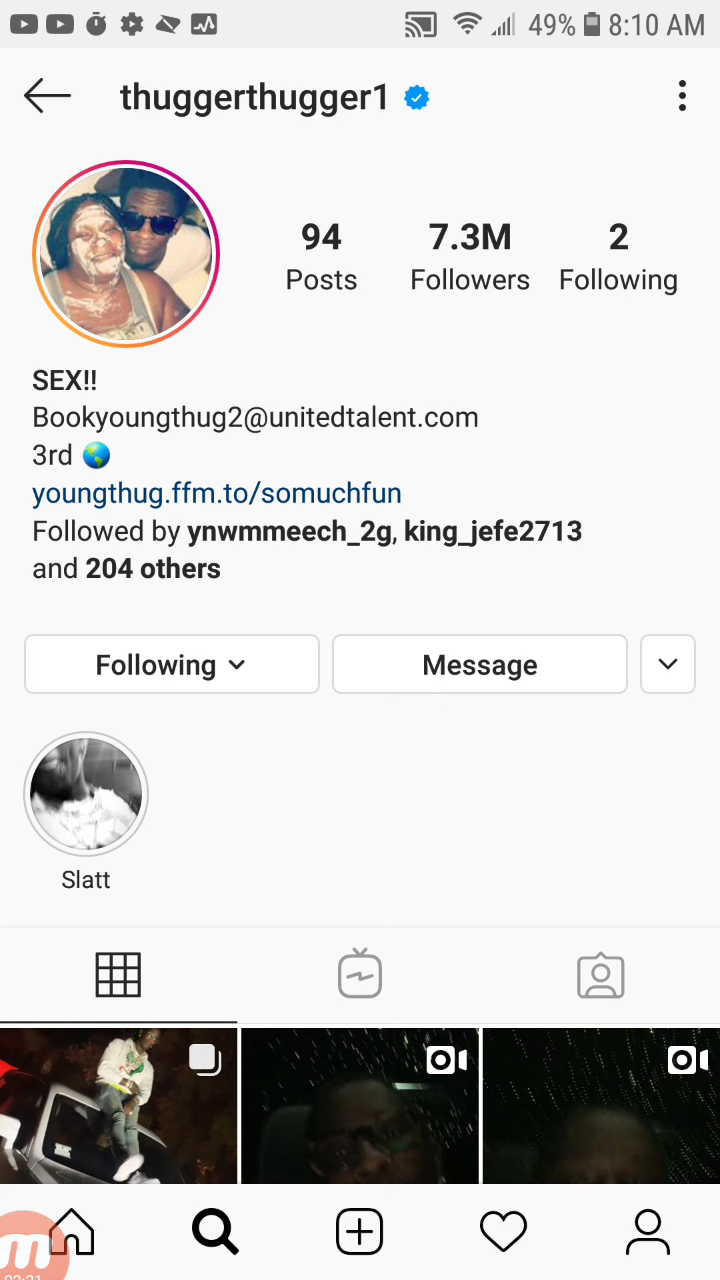 49% 8:10 AM
thuggerthugger1
94 7.3M 2
Posts Followers Following
SEX!!
Bookyoungthug2@unitedtalent.com
3rd 🌎
youngthug.ffm.to/somuchfun
Followed by ynwmmeech_2g, king_jefe2713
and 204 others
Following Message
Slatt